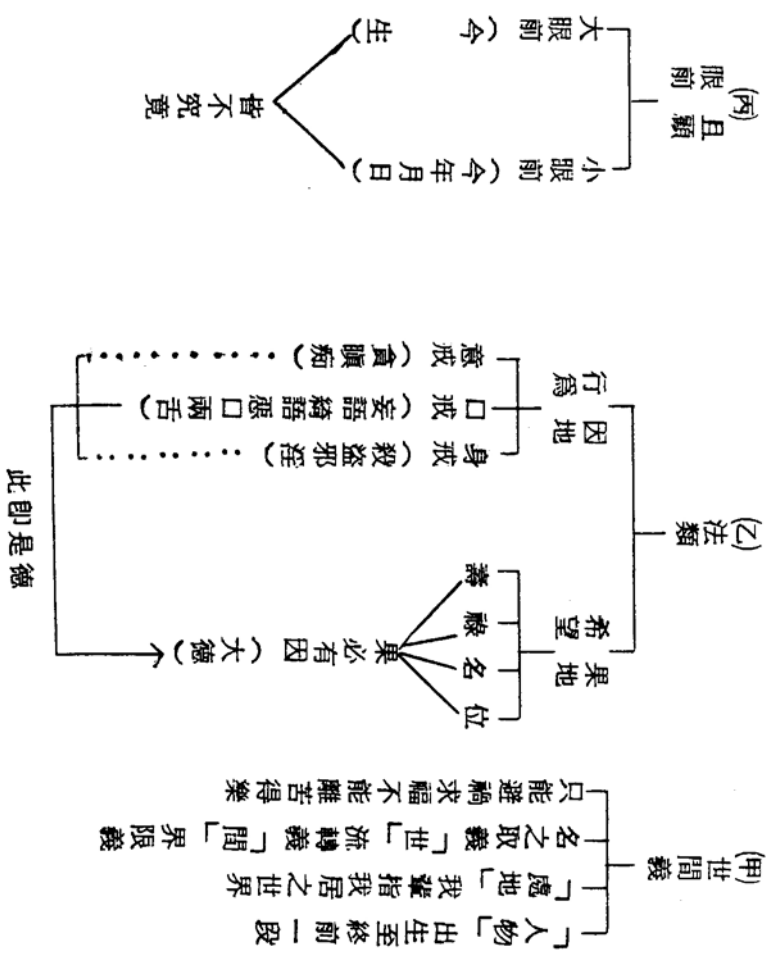 (甲)世間義
「人物」出生至終前一段
「處地」我輩指我居之世界
名之取義「世」流轉義「間」界限義
只能避禍求福不能離苦得樂
(乙)法類
果地
希望
位
名
祿
壽
果必有因(大德)
因地
行為
身戒(殺盜邪淫)
口戒(妄語綺語惡口兩舌)
意戒(貪瞋痴)
此即是德
(丙)且顧
眼前
小眼前(今年月日)
大眼前(今生)
皆不究竟